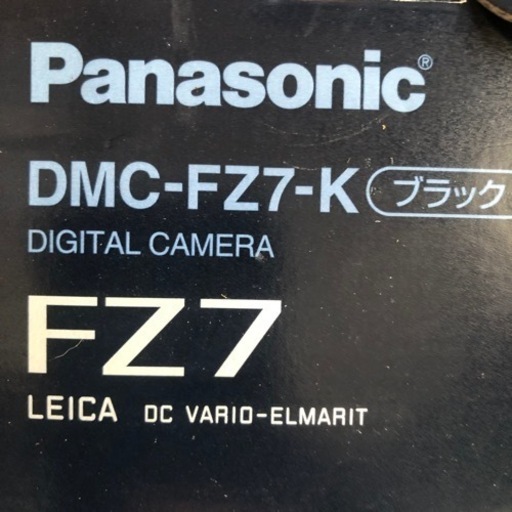 Panasonic®
DMC-FZ7-K ブラック
DIGITAL CAMERA
FZ7
LEICA DC VARIO-ELMARIT